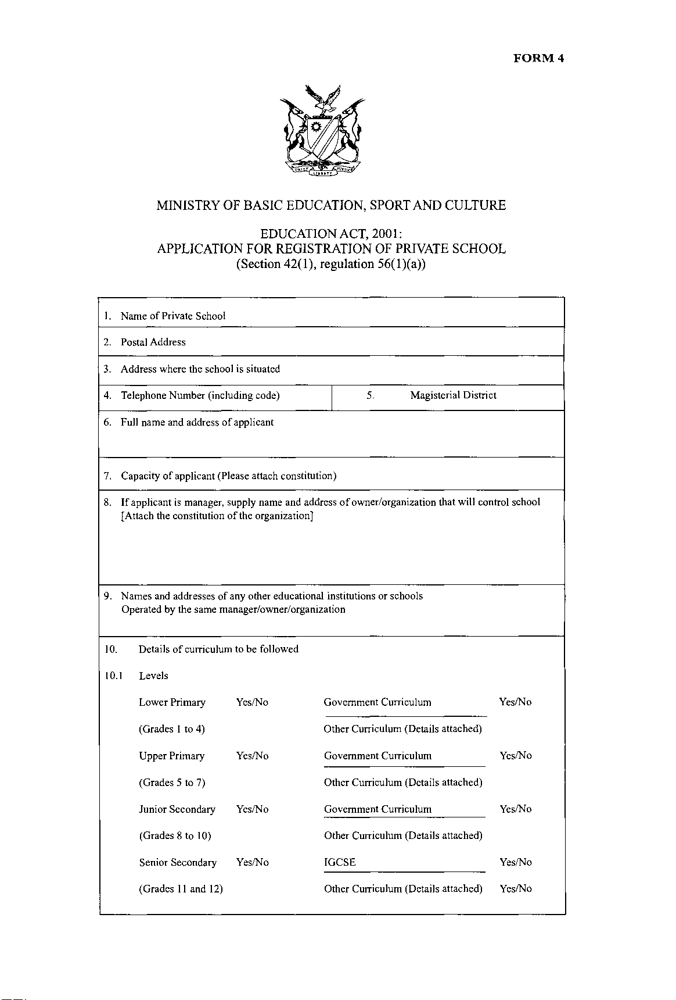 FORM 4
UNITY LIBERTY JUSTICE
MINISTRY OF BASIC EDUCATION, SPORT AND CULTURE
EDUCATION ACT, 2001:
APPLICATION FOR REGISTRATION OF PRIVATE SCHOOL
(Section 42(1), regulation 56(1)(a))
1. Name of Private School
2. Postal Address
3. Address where the school is situated
4. Telephone Number (including code) 5. Magisterial District
6. Full name and address of applicant
7. Capacity of applicant (Please attach constitution)
8. If applicant is manager, supply name and address of owner/organization that will control school
[Attach the constitution of the organization]
9. Names and addresses of any other educational institutions or schools
Operated by the same manager/owner/organization
10. Details of curriculum to be followed
10.1 Levels
Lower Primary Yes/No Government Curriculum Yes/No
(Grades 1 to 4) Other Curriculum (Details attached)
Upper Primary Yes/No Government Curriculum Yes/No
(Grades 5 to 7) Other Curriculum (Details attached)
Junior Secondary Yes/No Government Curriculum Yes/No
(Grades 8 to 10) Other Curriculum (Details attached)
Senior Secondary Yes/No IGCSE Yes/No
(Grades 11 and 12) Other Curriculum (Details attached) Yes/No